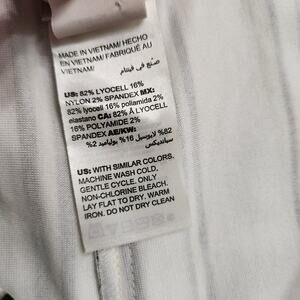 MADE IN VIETNAM/ HECHO
EN VIETNAM/ FABRIQUÉ AU
VIETNAM/
صنع في فيتنام
US: 82% LYOCELL 16%
NYLON 2% SPANDEX MX:
82% lyocell 16% poliamida 2%
elastano CA: 82% À LYOCELL
16% POLYAMIDE 2%
SPANDEX AE/KW:
82% لايوسيل 16% بولياميد 2%
سباندیکس
US: WITH SIMILAR COLORS.
MACHINE WASH COLD,
GENTLE CYCLE. ONLY
NON-CHLORINE BLEACH.
LAY FLAT TO DRY. WARM
IRON. DO NOT DRY CLEAN